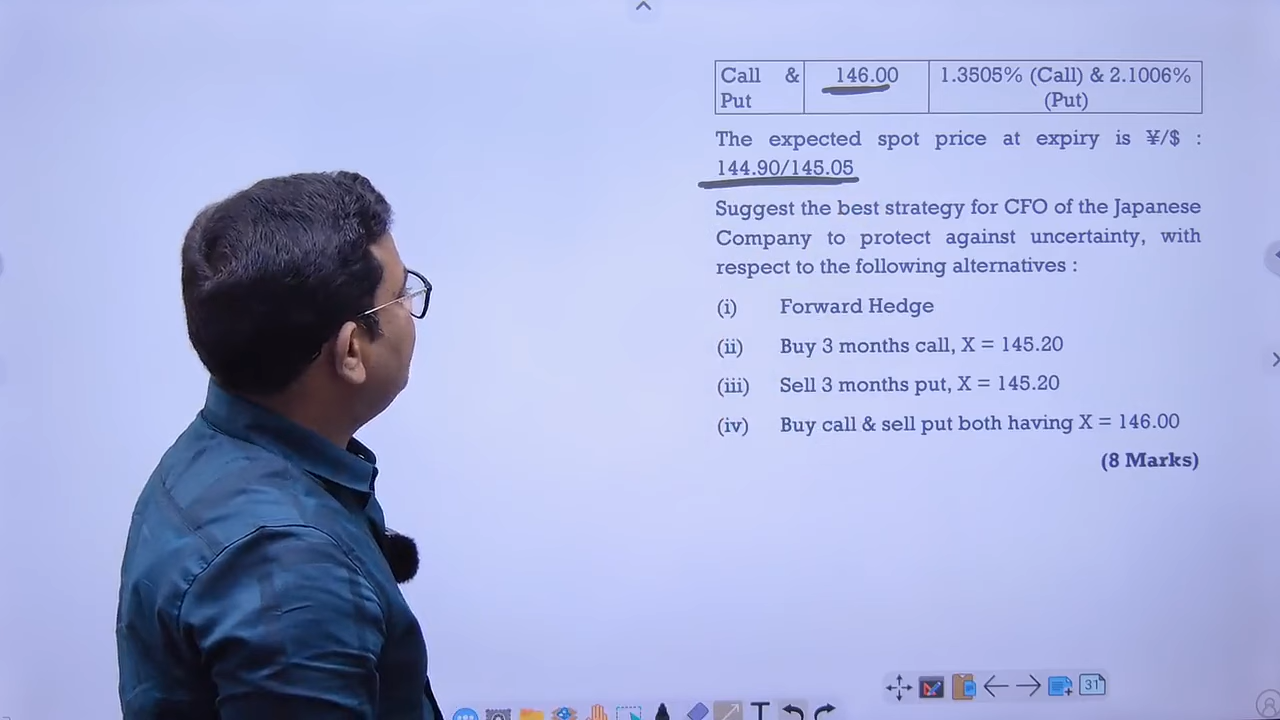 Call & 146.00 1.3505% (Call) & 2.1006%
Put (Put)
The expected spot price at expiry is ¥/$ :
144.90/145.05
Suggest the best strategy for CFO of the Japanese
Company to protect against uncertainty, with
respect to the following alternatives :
(i) Forward Hedge
(ii) Buy 3 months call, X = 145.20
(iii) Sell 3 months put, X = 145.20
(iv) Buy call & sell put both having X = 146.00
(8 Marks)
31
T